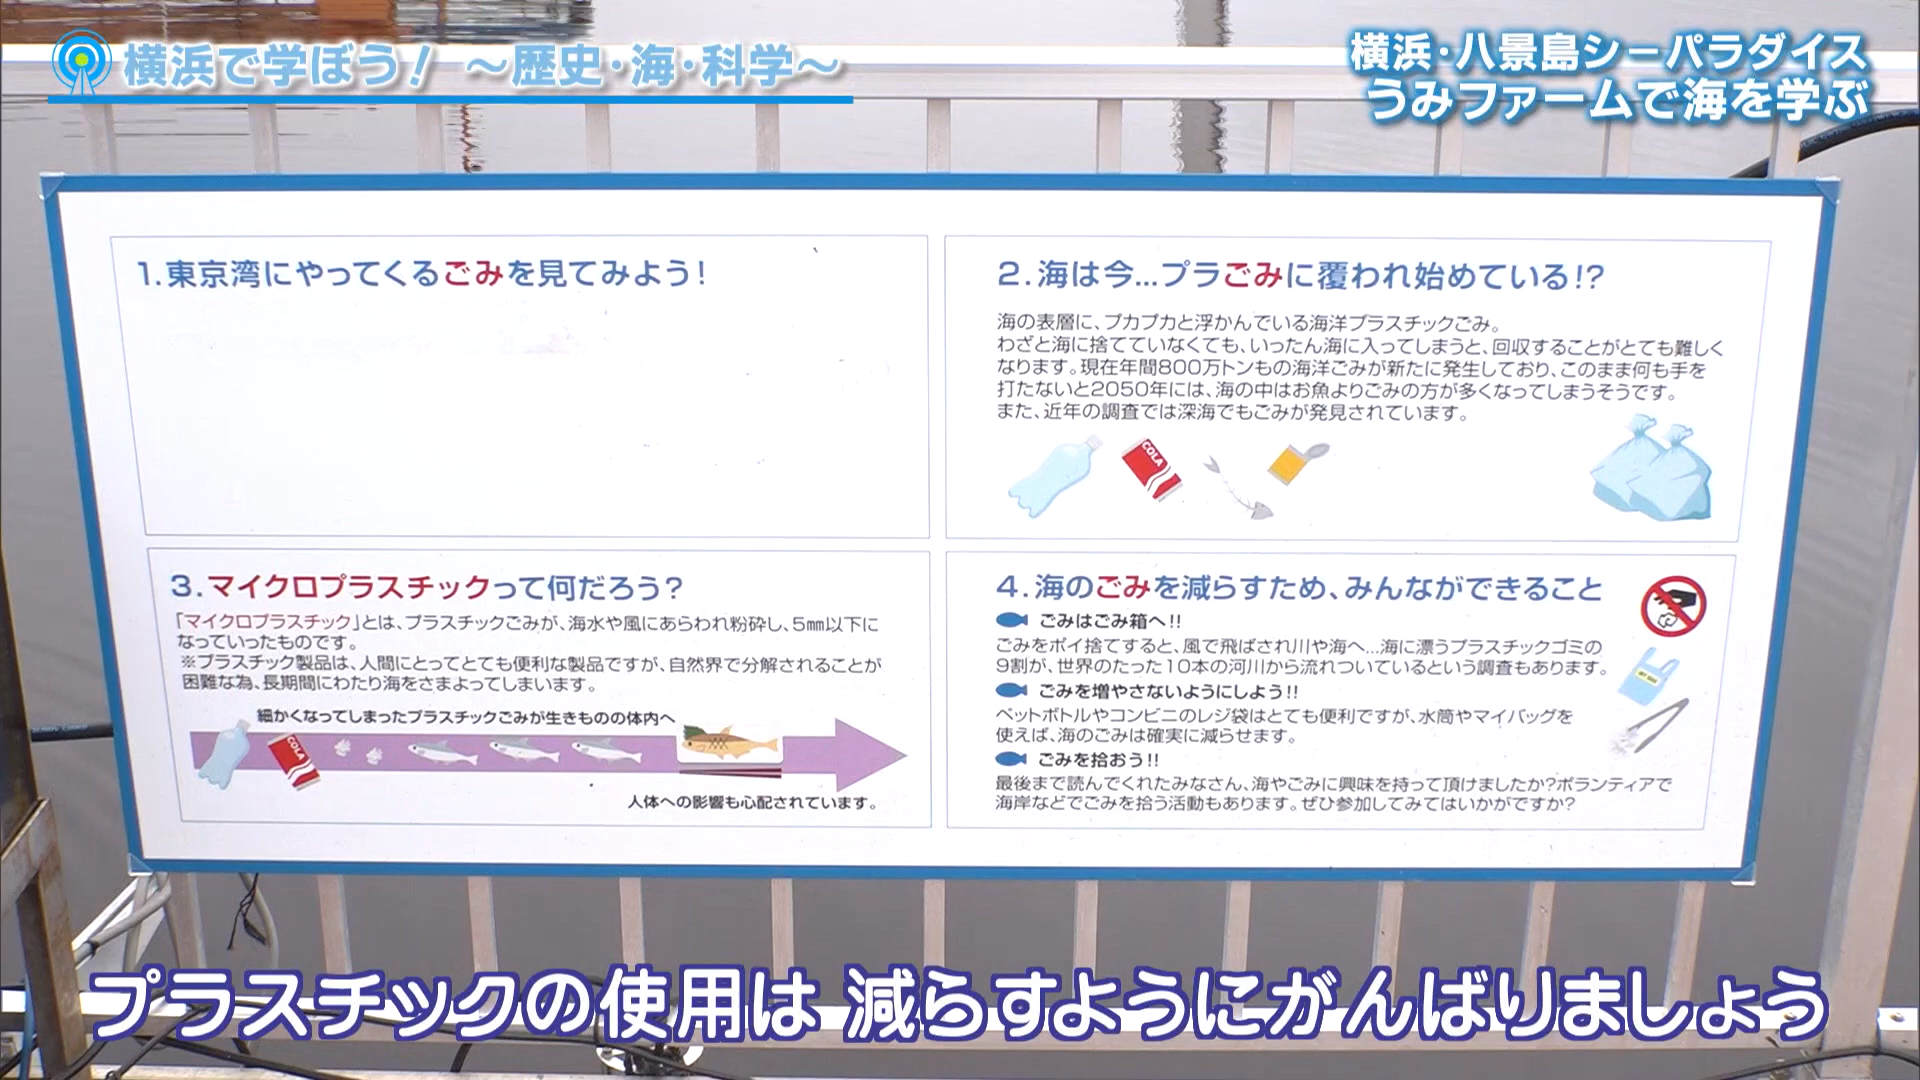 横浜で学ぼう! ～歴史・海・科学～
横浜・八景島シーパラダイス
うみファームで海を学ぶ
1.東京湾にやってくるごみを見てみよう!
2.海は今...プラごみに覆われ始めている!?
海の表層に、プカプカと浮かんでいる海洋プラスチックごみ。
わざと海に捨てていなくても、いったん海に入ってしまうと、回収することがとても難しく
なります。現在年間800万トンもの海洋ごみが新たに発生しており、このまま何も手を
打たないと2050年には、海の中はお魚よりごみの方が多くなってしまうそうです。
また、近年の調査では深海でもごみが発見されています。
COLA
3.マイクロプラスチックって何だろう?
「マイクロプラスチック」とは、プラスチックごみが、海水や風にあらわれ粉砕し、5mm以下に
なっていったものです。
※プラスチック製品は、人間にとってとても便利な製品ですが、自然界で分解されることが
困難な為、長期間にわたり海をさまよってしまいます。
細かくなってしまったプラスチックごみが生きものの体内へ
COLA
人体への影響も心配されています。
4.海のごみを減らすため、みんなができること
ごみはごみ箱へ!!
ごみをポイ捨てすると、風で飛ばされ川や海へ...海に漂うプラスチックゴミの
9割が、世界のたった10本の河川から流れついているという調査もあります。
ごみを増やさないようにしよう!!
ペットボトルやコンビニのレジ袋はとても便利ですが、水筒やマイバッグを
使えば、海のごみは確実に減らせます。
ごみを拾おう!!
最後まで読んでくれたみなさん、海やごみに興味を持って頂けましたか?ボランティアで
海岸などでごみを拾う活動もあります。ぜひ参加してみてはいかがですか?
プラスチックの使用は 減らすようにがんばりましょう